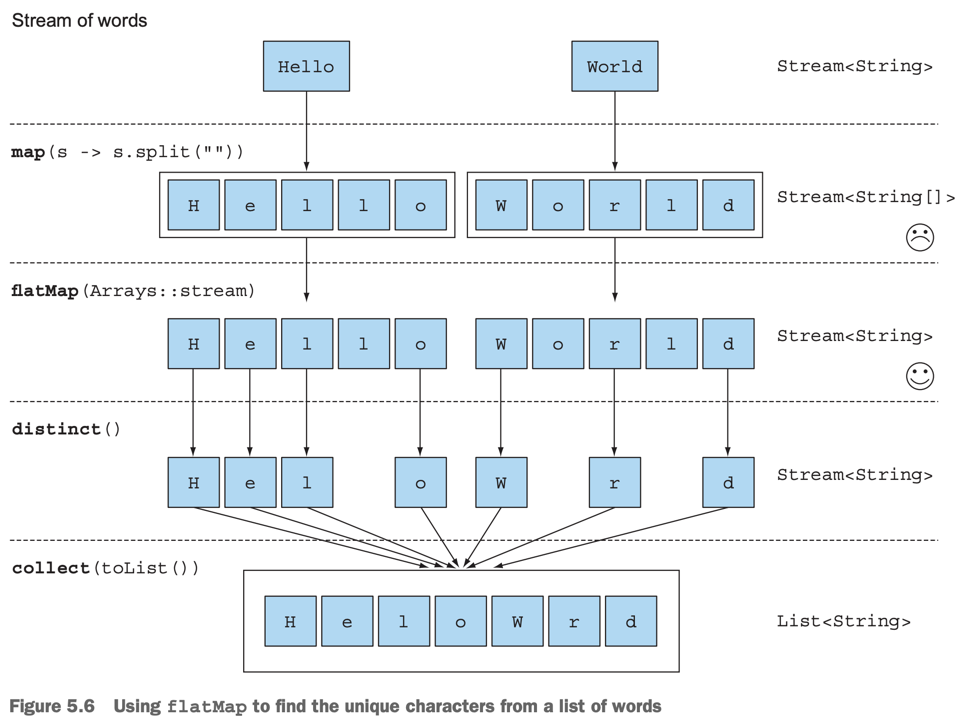 Stream of words
Hello World Stream<String>
map(s -> s.split(""))
H e l l o W o r l d Stream<String[]>
flatMap(Arrays::stream)
H e l l o W o r l d Stream<String>
distinct()
H e l o W r d Stream<String>
collect(toList())
H e l o W r d List<String>
Figure 5.6 Using flatMap to find the unique characters from a list of words